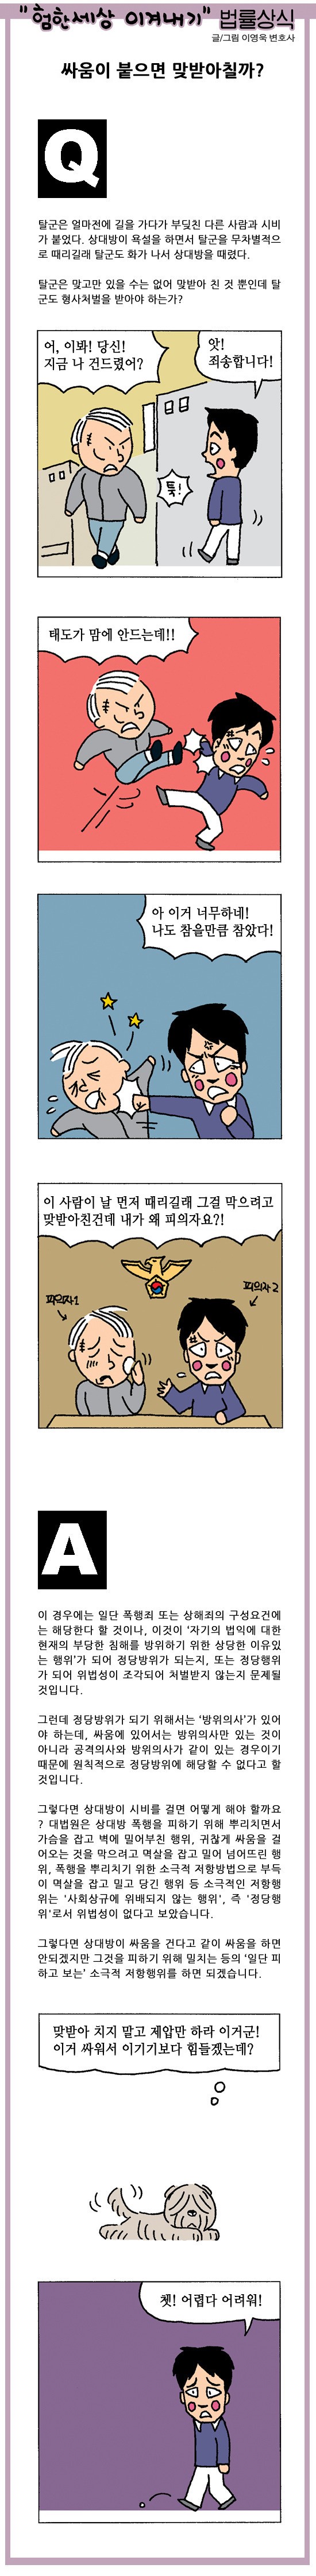 "험한세상 이겨내기" 법률상식
글/그림 이영욱 변호사
싸움이 붙으면 맞받아칠까?
Q
탈군은 얼마전에 길을 가다가 부딪친 다른 사람과 시비
가 붙었다. 상대방이 욕설을 하면서 탈군을 무차별적으
로 때리길래 탈군도 화가 나서 상대방을 때렸다.
탈군은 맞고만 있을 수는 없어 맞받아 친 것 뿐인데 탈
군도 형사처벌을 받아야 하는가?
어, 이봐! 당신!
지금 나 건드렸어?
앗!
죄송합니다!
툭!
태도가 맘에 안드는데!!
아 이거 너무하네!
나도 참을만큼 참았다!
이 사람이 날 먼저 때리길래 그걸 막으려고
맞받아친건데 내가 왜 피의자요?!
피의자1
피의자2
A
이 경우에는 일단 폭행죄 또는 상해죄의 구성요건에
는 해당한다 할 것이나, 이것이 '자기의 법익에 대한
현재의 부당한 침해를 방위하기 위한 상당한 이유있
는 행위'가 되어 정당방위가 되는지, 또는 정당행위
가 되어 위법성이 조각되어 처벌받지 않는지 문제될
것입니다.
그런데 정당방위가 되기 위해서는 '방위의사'가 있어
야 하는데, 싸움에 있어서는 방위의사만 있는 것이
아니라 공격의사와 방위의사가 같이 있는 경우이기
때문에 원칙적으로 정당방위에 해당할 수 없다고 할
것입니다.
그렇다면 상대이 시비를 걸면 어떻게 해야 할까요
? 대법원은 상대방 폭행을 피하기 위해 뿌리치면서
가슴을 잡고 벽에 밀어부친 행위, 귀찮게 싸움을 걸
어오는 것을 막으려고 멱살을 잡고 밀어 넘어뜨린 행
위, 폭행을 뿌리치기 위한 소극적 저항방법으로 부득
이 멱살을 잡고 밀고 당긴 행위 등 소극적인 저항행
위는 '사회상규에 위배되지 않는 행위', 즉 '정당행
위'로서 위법성이 없다고 보았습니다.
그렇다면 상대이 싸움을 건다고 같이 싸움을 하면
안되겠지만 그것을 피하기 위해 밀치는 등의 '일단 피
하고 보는' 소극적 저항행위를 하면 되겠습니다.
맞받아 치지 말고 제압만 하라 이거군!
이거 싸워서 이기기보다 힘들겠는데?
쳇! 어렵다 어려워!